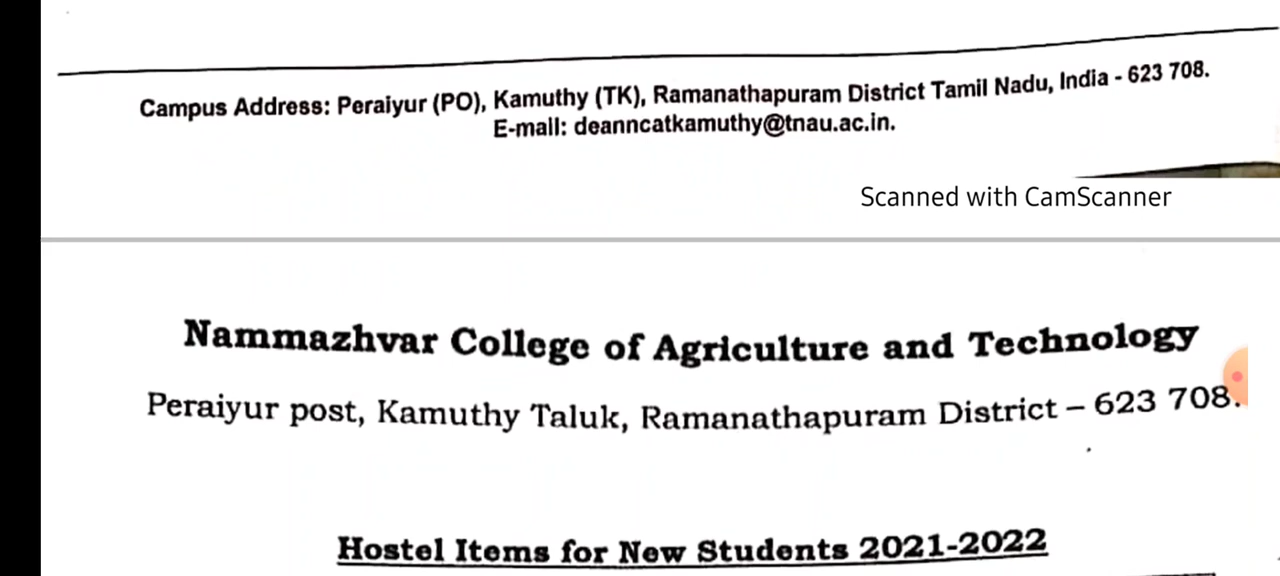 Campus Address: Peraiyur (PO), Kamuthy (TK), Ramanathapuram District Tamil Nadu, India - 623 708.
E-mail: deanncatkamuthy@tnau.ac.in.
Scanned with CamScanner
Nammazhvar College of Agriculture and Technology
Peraiyur post, Kamuthy Taluk, Ramanathapuram District – 623 708.
Hostel Items for New Students 2021-2022